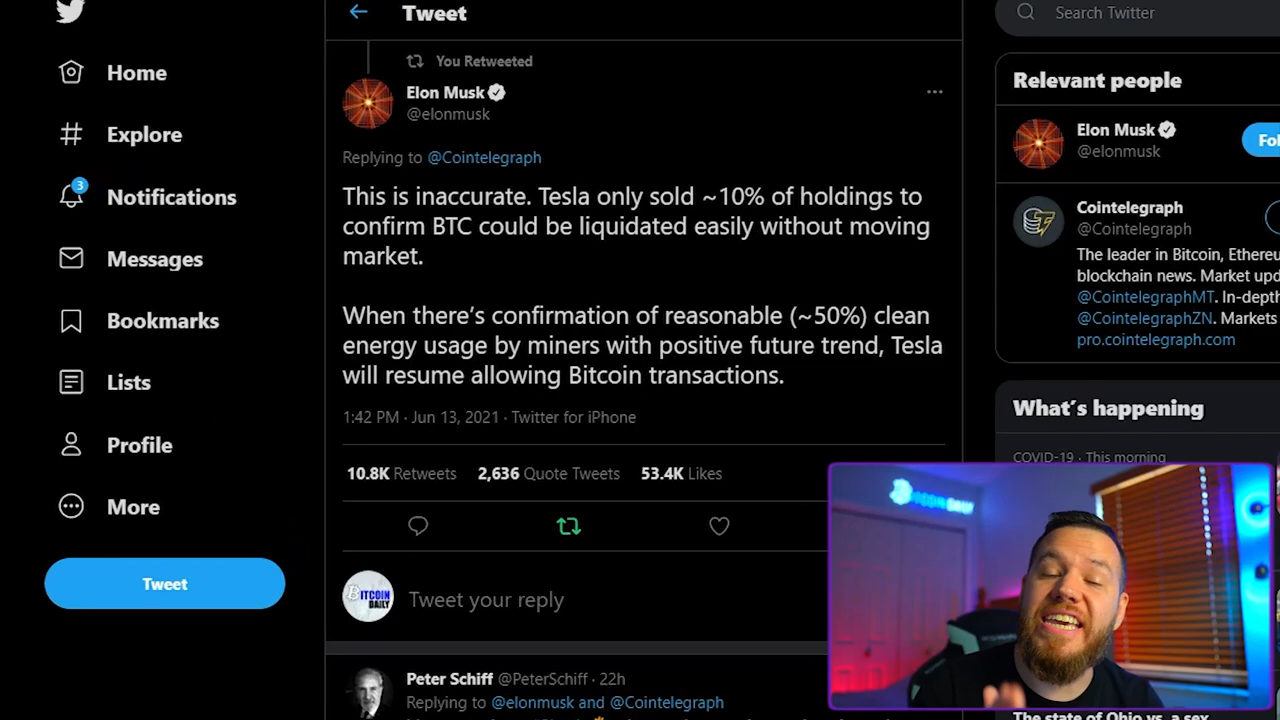 Tweet
Search Twitter
Home
Explore
3
Notifications
Messages
Bookmarks
Lists
Profile
More
Tweet
You Retweeted
Elon Musk
@elonmusk
Replying to @Cointelegraph
This is inaccurate. Tesla only sold ~10% of holdings to
confirm BTC could be liquidated easily without moving
market.
When there’s confirmation of reasonable (~50%) clean
energy usage by miners with positive future trend, Tesla
will resume allowing Bitcoin transactions.
1:42 PM · Jun 13, 2021 · Twitter for iPhone
10.8K Retweets 2,636 Quote Tweets 53.4K Likes
BITCOIN
DAILY
Tweet your reply
Peter Schiff @PeterSchiff · 22h
Replying to @elonmusk and @Cointelegraph
Relevant people
Elon Musk
@elonmusk
Fo
Cointelegraph
@Cointelegraph
The leader in Bitcoin, Ethereu
blockchain news. Market upd
@CointelegraphMT. In-depth
@CointelegraphZN. Markets
pro.cointelegraph.com
What’s happening
COVID-19 · This morning
BITCOIN DAILY
The state of Ohio vs. a sex